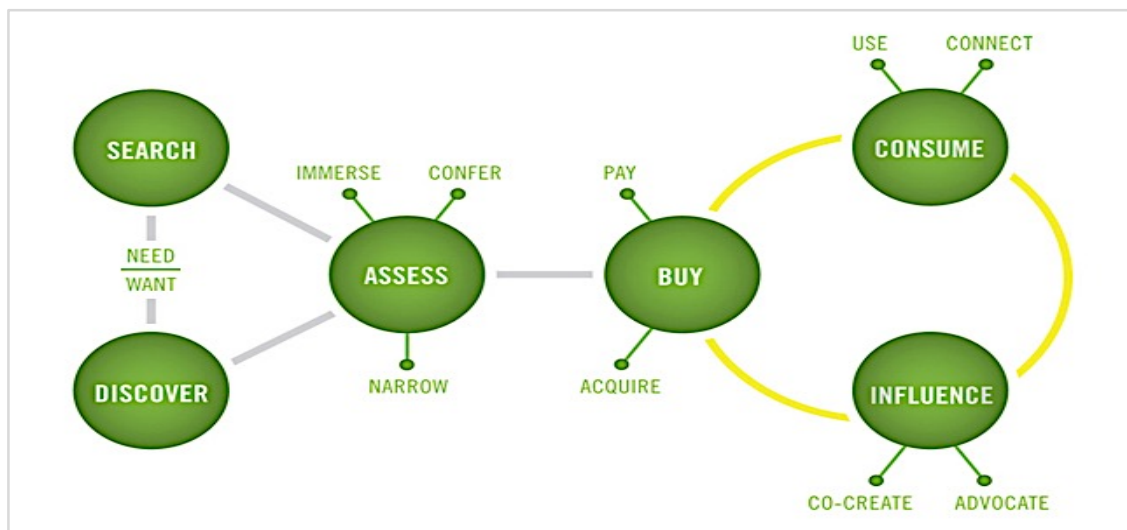 USE CONNECT
SEARCH
CONSUME
IMMERSE CONFER
PAY
NEED
WANT
ASSESS
BUY
DISCOVER
NARROW
ACQUIRE
INFLUENCE
CO-CREATE ADVOCATE